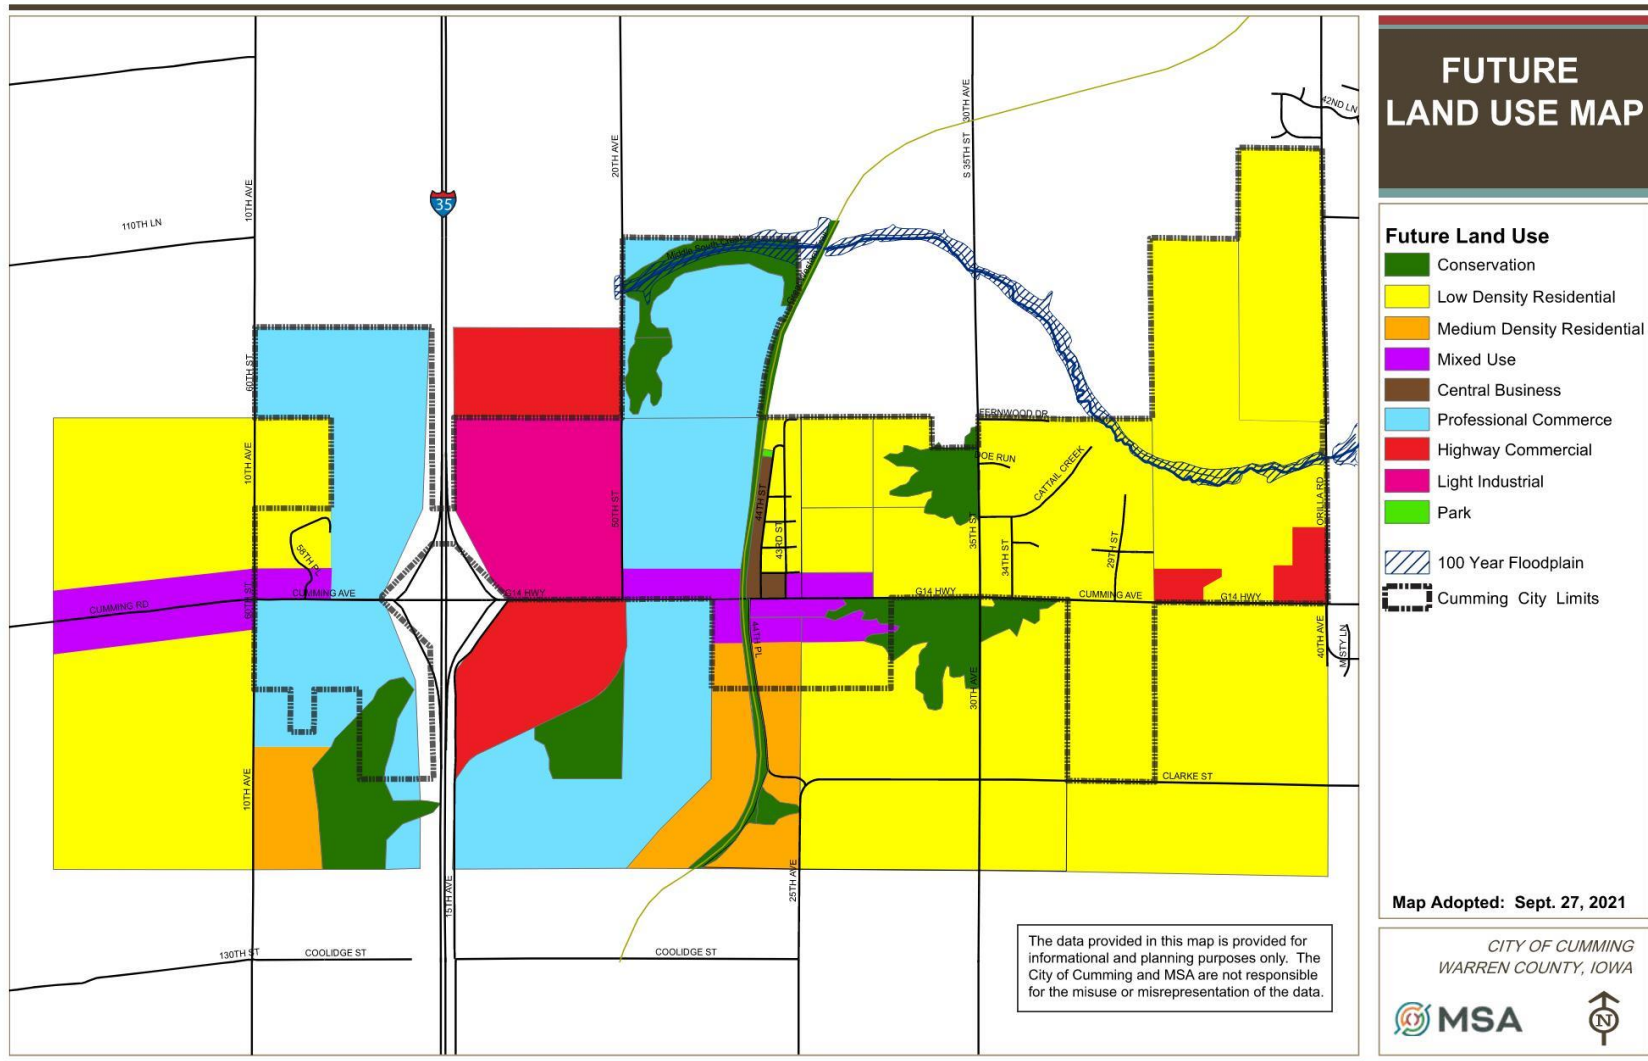 FUTURE
LAND USE MAP
Future Land Use
Conservation
Low Density Residential
Medium Density Residential
Mixed Use
Central Business
Professional Commerce
Highway Commercial
Light Industrial
Park
100 Year Floodplain
Cumming City Limits
Map Adopted: Sept. 27, 2021
CITY OF CUMMING
WARREN COUNTY, IOWA
MSA
N
42ND LN
30TH AVE
S 35TH ST
20TH AVE
10TH AVE
35
110TH LN
Middle South Creek
60TH ST
FERNWOOD DR
DOE RUN
CATTAIL CREEK
10TH AVE
50TH ST
44TH ST
43RD ST
35TH ST
34TH ST
29TH ST
ORILLA RD
58TH PL
CUMMING RD
60TH ST
CUMMING AVE
G14 HWY
G14 HWY
CUMMING AVE
G14 HWY
44TH PL
40TH AVE
MISTY LN
30TH AVE
10TH AVE
CLARKE ST
15TH AVE
25TH AVE
130TH ST
COOLIDGE ST
COOLIDGE ST
The data provided in this map is provided for
informational and planning purposes only. The
City of Cumming and MSA are not responsible
for the misuse or misrepresentation of the data.